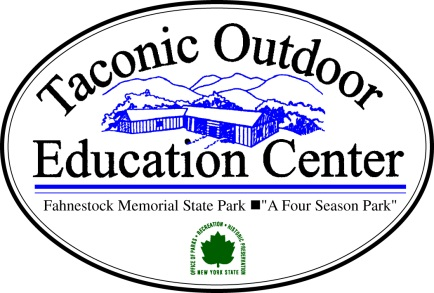 Taconic Outdoor
Education Center
Fahnestock Memorial State Park ■"A Four Season Park"
OFFICE OF PARKS • RECREATION • HISTORIC PRESERVATION
NEW YORK STATE